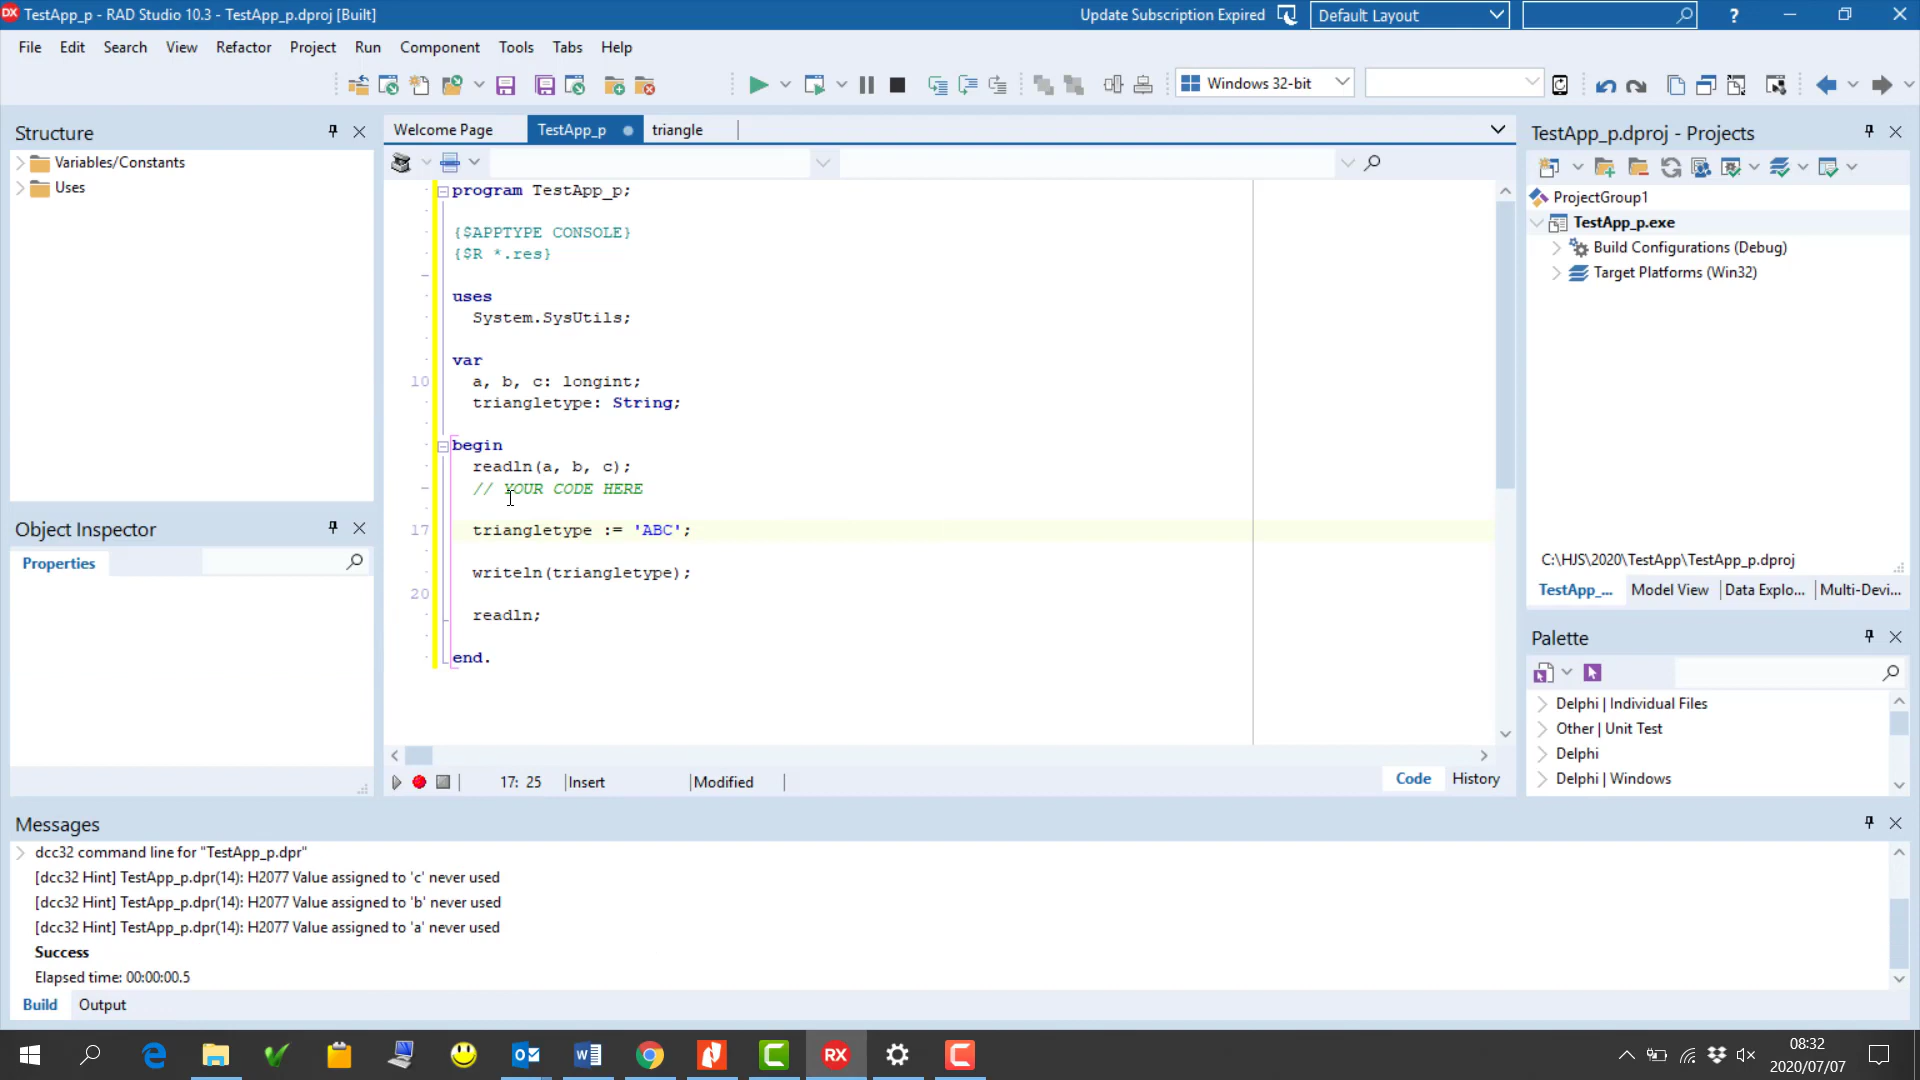 TestApp_p - RAD Studio 10.3 - TestApp_p.dproj [Built]
Update Subscription Expired
Default Layout
File Edit Search View Refactor Project Run Component Tools Tabs Help
Windows 32-bit
Structure
Variables/Constants
Uses
Object Inspector
Properties
Welcome Page TestApp_p triangle
program TestApp_p;
{$APPTYPE CONSOLE}
{$R *.res}
uses
System.SysUtils;
var
10 a, b, c: longint;
triangletype: String;
begin
readln(a, b, c);
// YOUR CODE HERE
17 triangletype := 'ABC';
writeln(triangletype);
20
readln;
end.
17: 25 Insert Modified
Code History
TestApp_p.dproj - Projects
ProjectGroup1
TestApp_p.exe
Build Configurations (Debug)
Target Platforms (Win32)
C:\HJS\2020\TestApp\TestApp_p.dproj
TestApp_... Model View Data Explo... Multi-Devi...
Palette
Delphi | Individual Files
Other | Unit Test
Delphi
Delphi | Windows
Messages
dcc32 command line for "TestApp_p.dpr"
[dcc32 Hint] TestApp_p.dpr(14): H2077 Value assigned to 'c' never used
[dcc32 Hint] TestApp_p.dpr(14): H2077 Value assigned to 'b' never used
[dcc32 Hint] TestApp_p.dpr(14): H2077 Value assigned to 'a' never used
Success
Elapsed time: 00:00:00.5
Build Output
08:32
2020/07/07